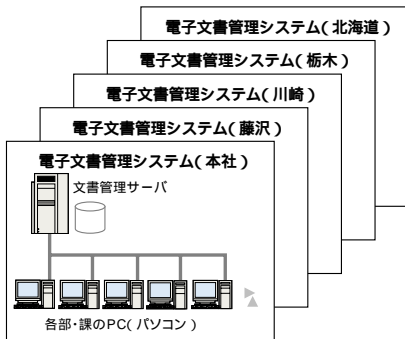 電子文書管理システム(北海道)
電子文書管理システム(栃木)
電子文書管理システム(川崎)
電子文書管理システム(藤沢)
電子文書管理システム(本社)
文書管理サーバ
各部・課のPC(パソコン)